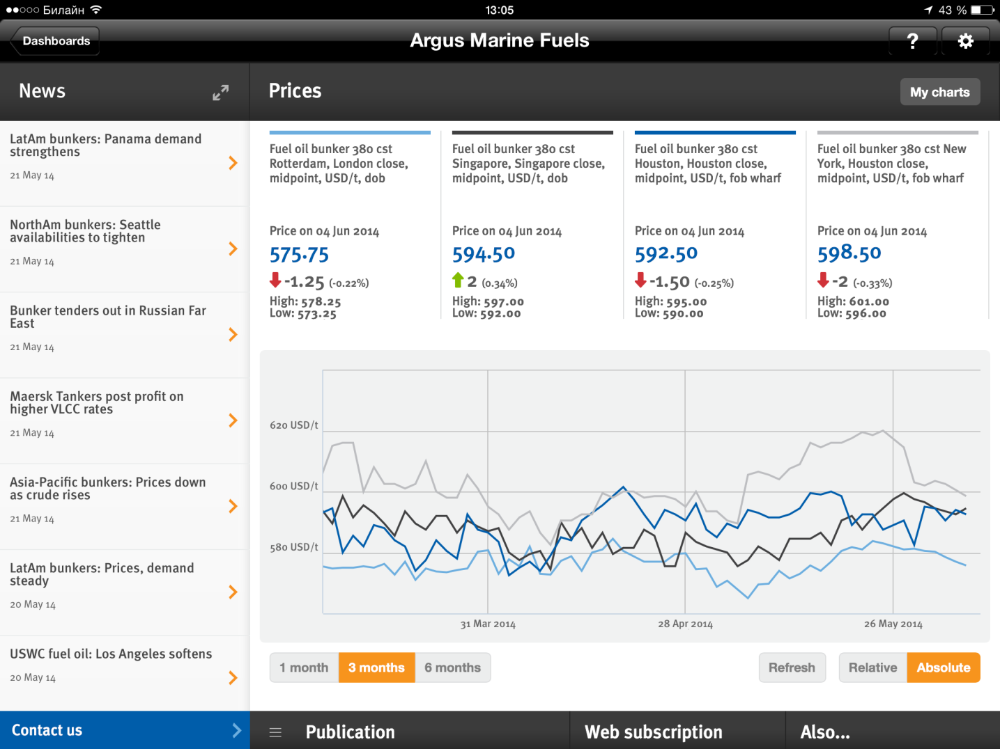 Билайн
13:05
43 %
Dashboards
Argus Marine Fuels
?
News
Prices
My charts
LatAm bunkers: Panama demand
strengthens
21 May 14
NorthAm bunkers: Seattle
availabilities to tighten
21 May 14
Bunker tenders out in Russian Far
East
21 May 14
Maersk Tankers post profit on
higher VLCC rates
21 May 14
Asia-Pacific bunkers: Prices down
as crude rises
21 May 14
LatAm bunkers: Prices, demand
steady
20 May 14
USWC fuel oil: Los Angeles softens
20 May 14
Contact us
Fuel oil bunker 380 cst
Rotterdam, London close,
midpoint, USD/t, dob
Price on 04 Jun 2014
575.75
-1.25 (-0.22%)
High: 578.25
Low: 573.25
Fuel oil bunker 380 cst
Singapore, Singapore close,
midpoint, USD/t, dob
Price on 04 Jun 2014
594.50
2 (0.34%)
High: 597.00
Low: 592.00
Fuel oil bunker 380 cst
Houston, Houston close,
midpoint, USD/t, fob wharf
Price on 04 Jun 2014
592.50
-1.50 (-0.25%)
High: 595.00
Low: 590.00
Fuel oil bunker 380 cst New
York, Houston close,
midpoint, USD/t, fob wharf
Price on 04 Jun 2014
598.50
-2 (-0.33%)
High: 601.00
Low: 596.00
620 USD/t
600 USD/t
580 USD/t
31 Mar 2014
28 Apr 2014
26 May 2014
1 month
3 months
6 months
Refresh
Relative
Absolute
Publication
Web subscription
Also...